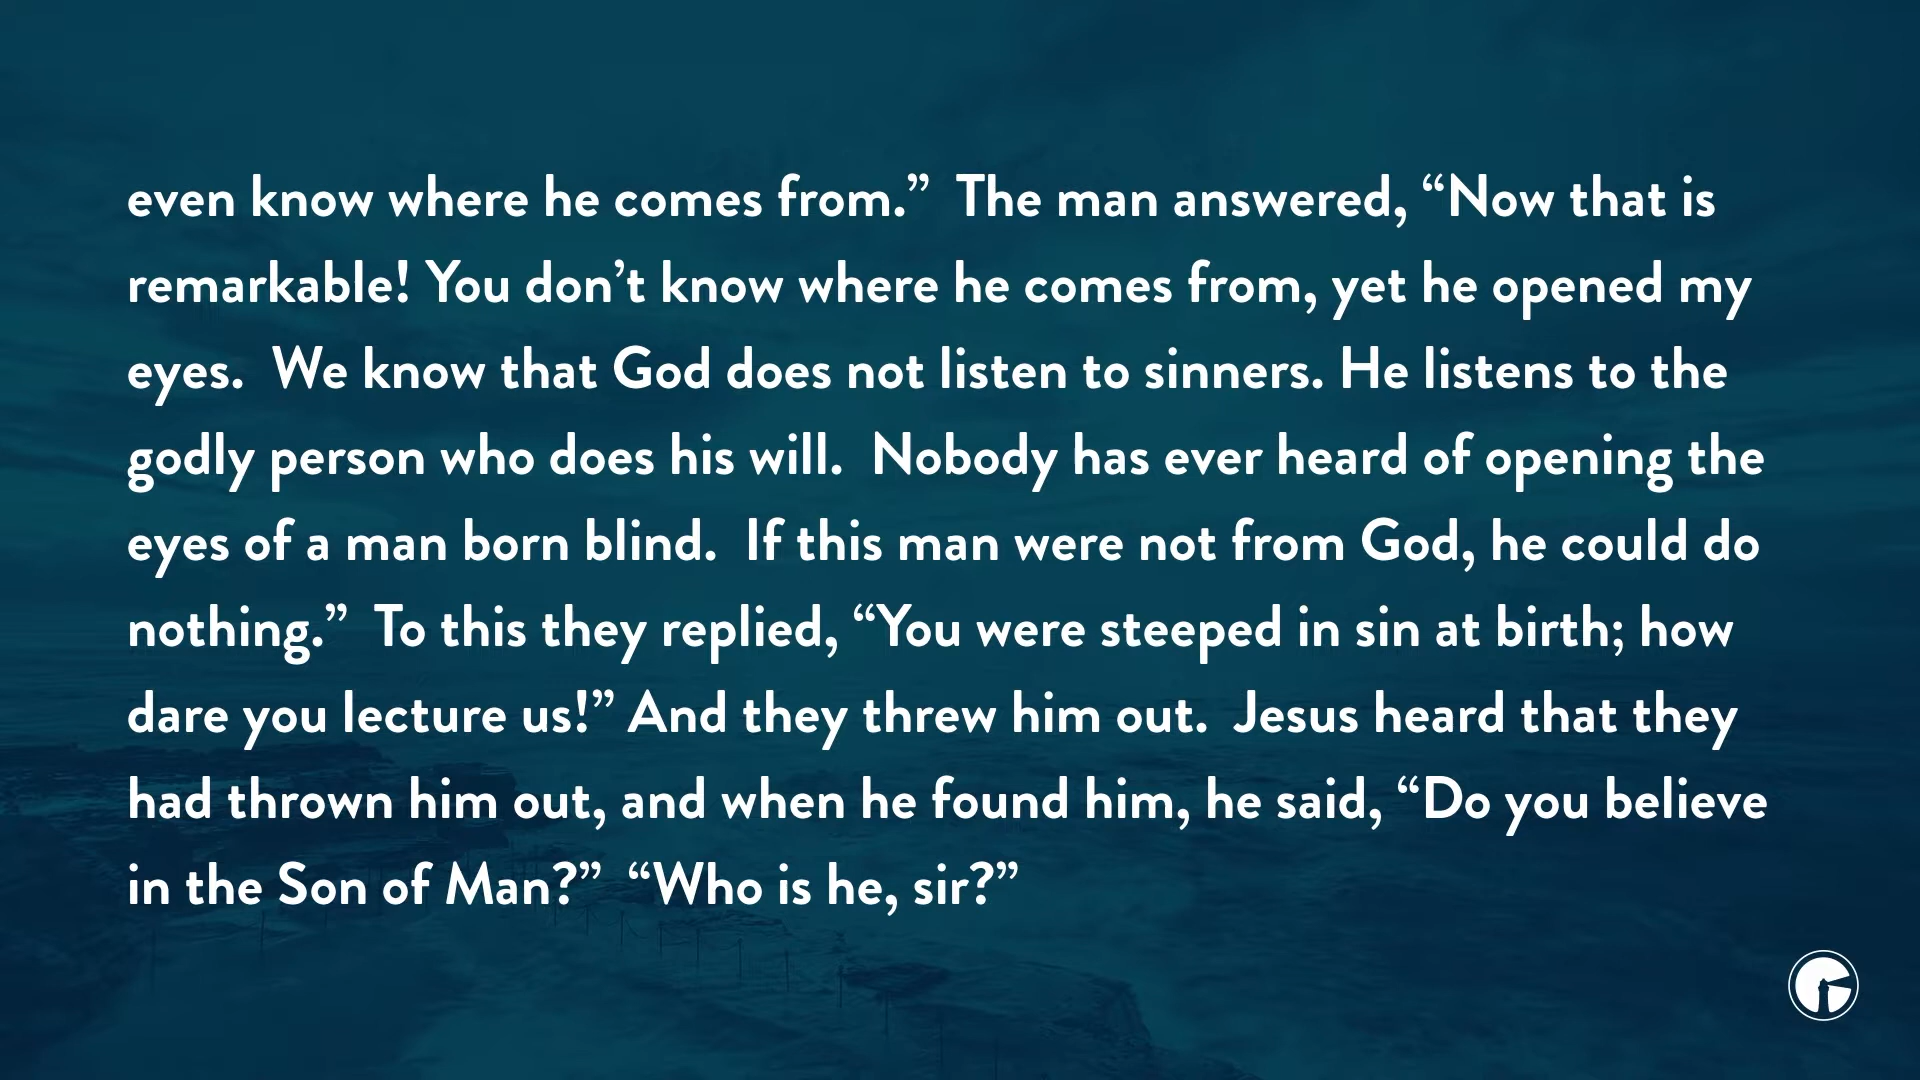 even know where he comes from.”  The man answered, “Now that is
remarkable! You don’t know where he comes from, yet he opened my
eyes.  We know that God does not listen to sinners. He listens to the
godly person who does his will.  Nobody has ever heard of opening the
eyes of a man born blind.  If this man were not from God, he could do
nothing.”  To this they replied, “You were steeped in sin at birth; how
dare you lecture us!” And they threw him out.  Jesus heard that they
had thrown him out, and when he found him, he said, “Do you believe
in the Son of Man?”  “Who is he, sir?”